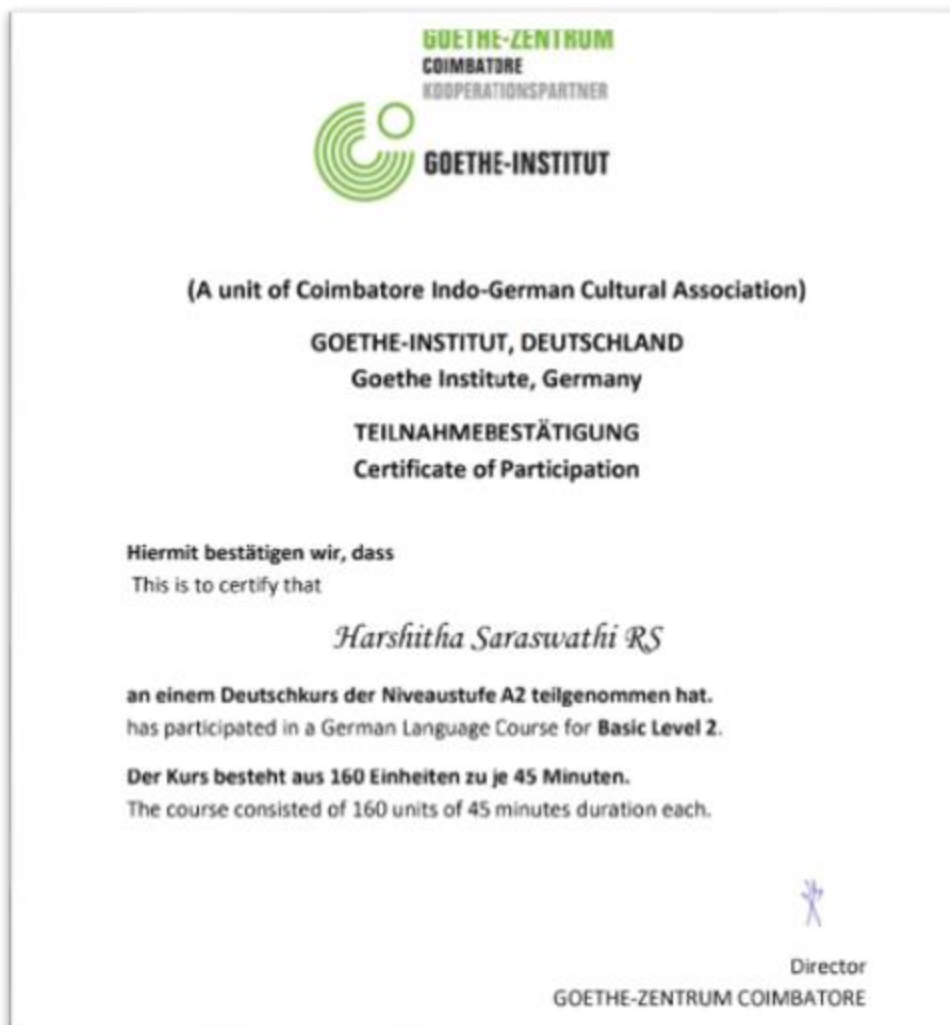 GOETHE-ZENTRUM
COIMBATORE
KOOPERATIONSPARTNER
GOETHE-INSTITUT
(A unit of Coimbatore Indo-German Cultural Association)
GOETHE-INSTITUT, DEUTSCHLAND
Goethe Institute, Germany
TEILNAHMEBESTÄTIGUNG
Certificate of Participation
Hiermit bestätigen wir, dass
This is to certify that
Harshitha Saraswathi RS
an einem Deutschkurs der Niveaustufe A2 teilgenommen hat.
has participated in a German Language Course for Basic Level 2.
Der Kurs besteht aus 160 Einheiten zu je 45 Minuten.
The course consisted of 160 units of 45 minutes duration each.
Director
GOETHE-ZENTRUM COIMBATORE